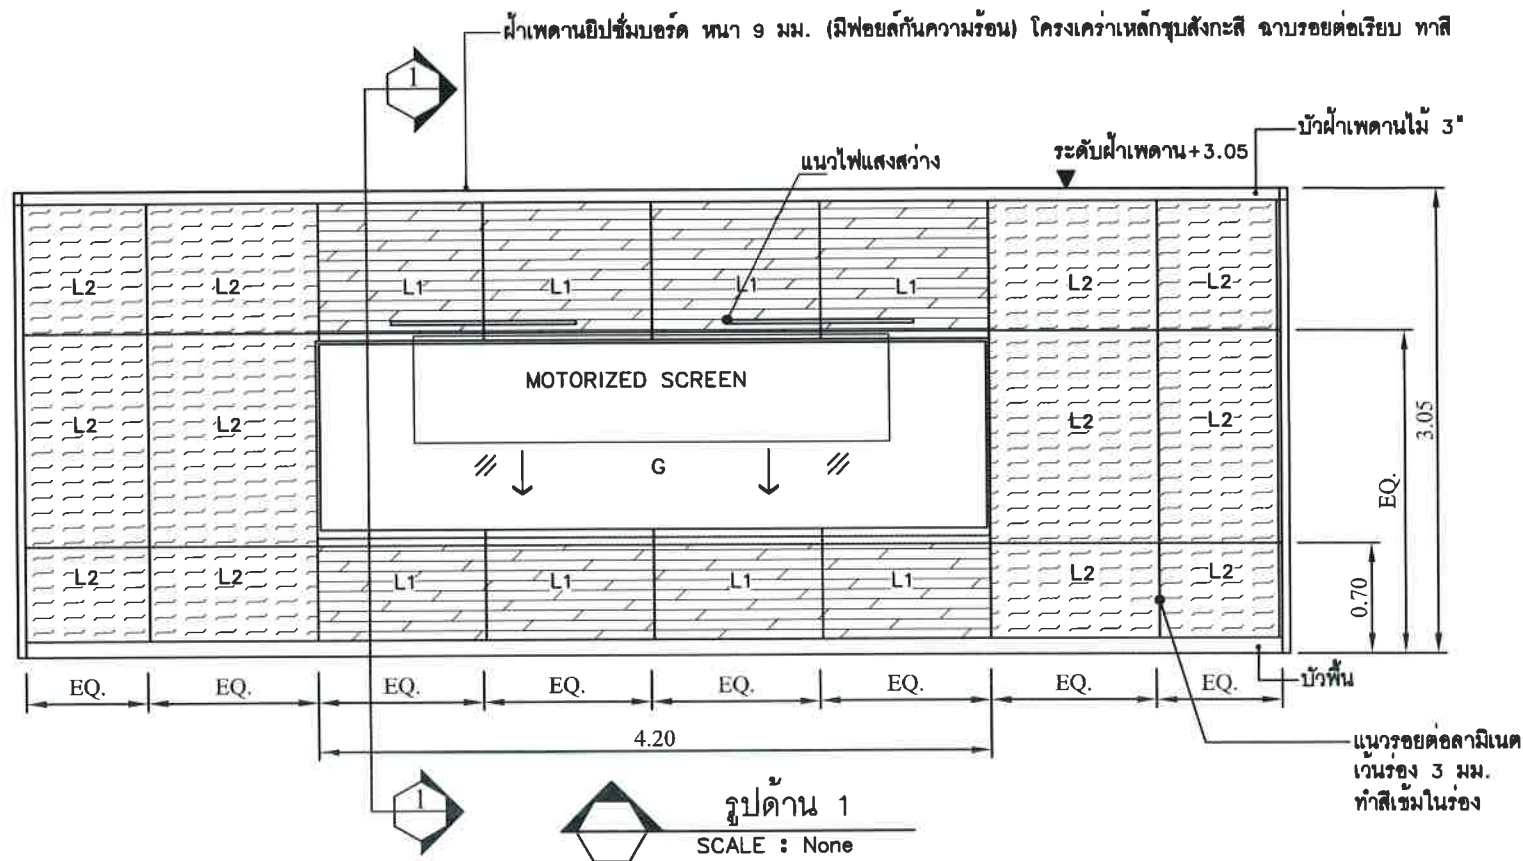 ฝ้าเพดานยิปซั่มบอร์ด หนา 9 มม. (มีฟอยล์กันความร้อน) โครงเคร่าเหล็กชุบสังกะสี ฉาบรอยต่อเรียบ ทาสี
1
บัวฝ้าเพดานไม้ 3"
ระดับฝ้าเพดาน+3.05
แนวไฟแสงสว่าง
L2 L2 L1 L1 L1 L1 L2 L2
MOTORIZED SCREEN
L2 L2 L2 L2
G
3.05
EQ.
L2 L2 L1 L1 L1 L1 L2 L2
0.70
EQ. EQ. EQ. EQ. EQ. EQ. EQ. EQ.
บัวพื้น
4.20
แนวรอยต่อลามิเนต
เว้นร่อง 3 มม.
ทำสีเข้มในร่อง
1
รูปด้าน 1
SCALE : None